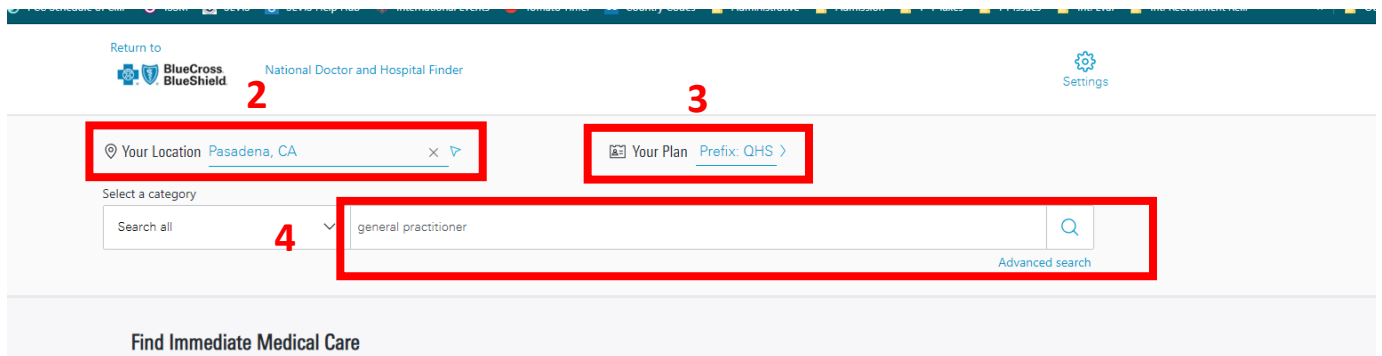 Return to
BlueCross BlueShield National Doctor and Hospital Finder
Settings
2
3
Your Location Pasadena, CA
Your Plan Prefix: QHS
Select a category
Search all
4
general practitioner
Advanced search
Find Immediate Medical Care